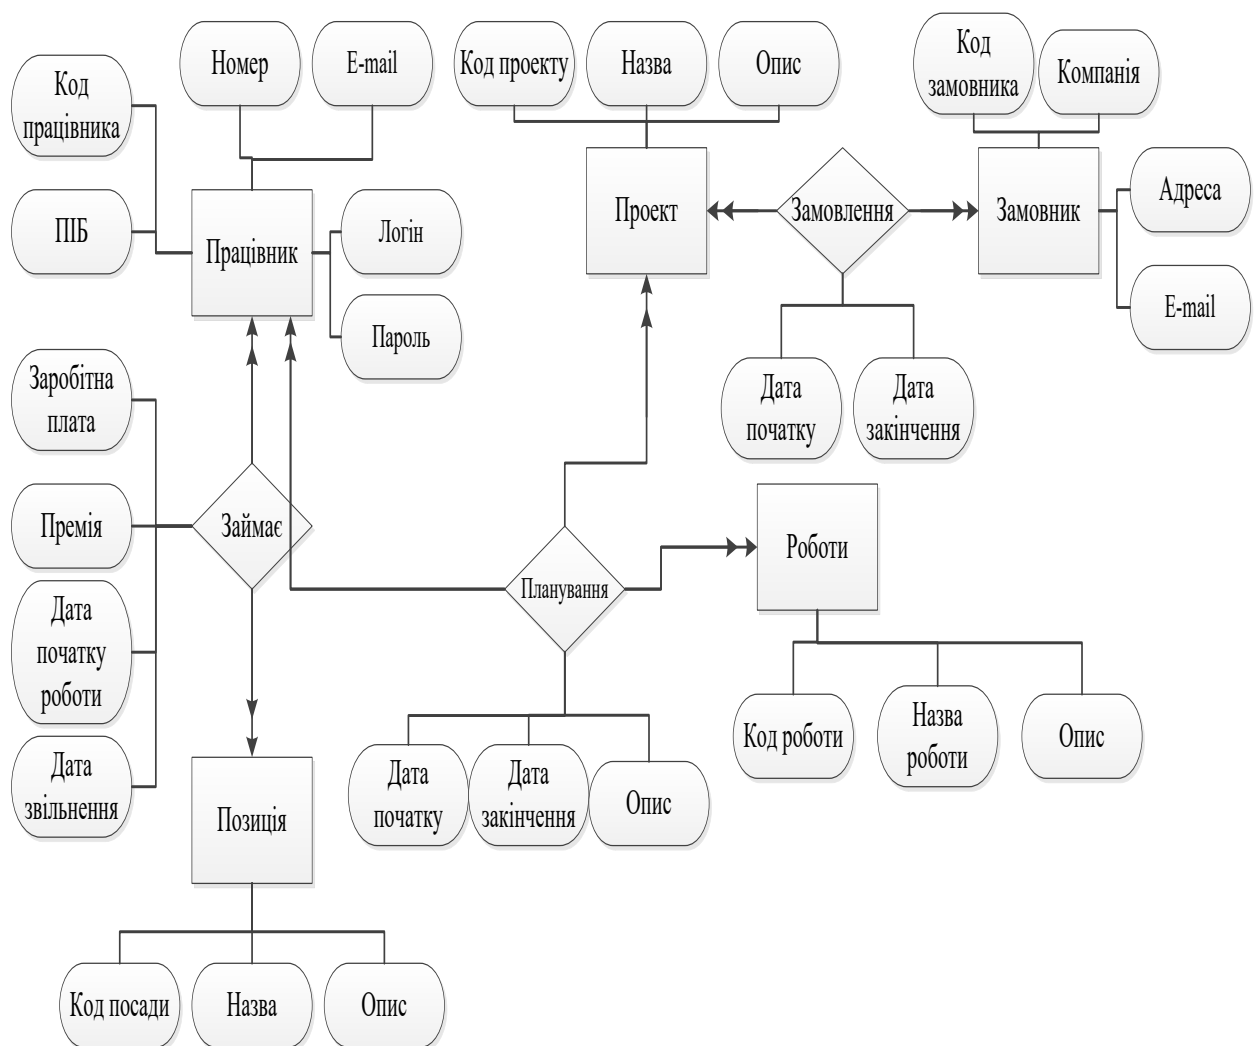 Номер
E-mail
Код проекту
Назва
Опис
Код
замовника
Компанія
Код
працівника
ПІБ
Працівник
Логін
Пароль
Проект
Замовлення
Замовник
Адреса
E-mail
Дата
початку
Дата
закінчення
Заробітна
плата
Премія
Дата
початку
роботи
Дата
звільнення
Займає
Планування
Роботи
Код роботи
Назва
роботи
Опис
Дата
початку
Дата
закінчення
Опис
Позиція
Код посади
Назва
Опис